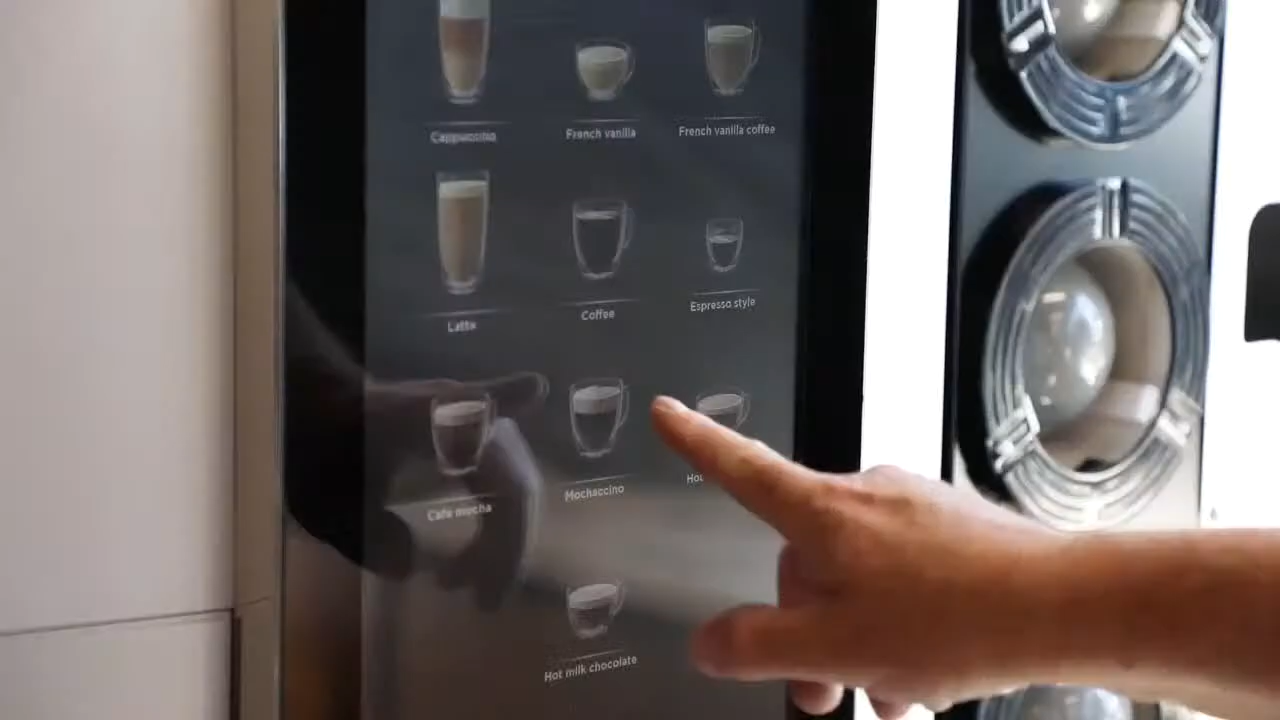 Cappuccino
French vanilla
French vanilla coffee
Latte
Coffee
Espresso style
Cafe mocha
Mochaccino
Hot milk chocolate